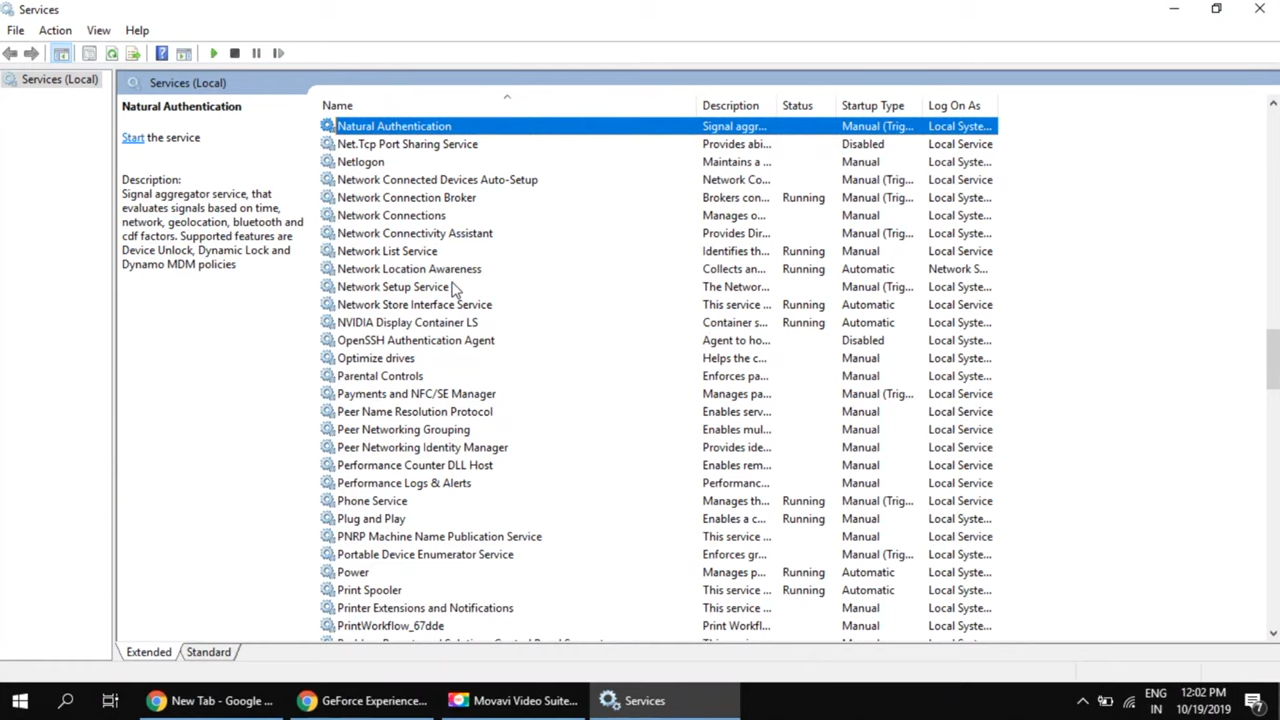 Services
File Action View Help
Services (Local)
Services (Local)
Natural Authentication
Start the service
Description:
Signal aggregator service, that
evaluates signals based on time,
network, geolocation, bluetooth and
cdf factors. Supported features are
Device Unlock, Dynamic Lock and
Dynamo MDM policies
Name Description Status Startup Type Log On As
Natural Authentication Signal aggr... Manual (Trig... Local Syste...
Net.Tcp Port Sharing Service Provides abi... Disabled Local Service
Netlogon Maintains a ... Manual Local Syste...
Network Connected Devices Auto-Setup Network Co... Manual (Trig... Local Service
Network Connection Broker Brokers con... Running Manual (Trig... Local Syste...
Network Connections Manages o... Manual Local Syste...
Network Connectivity Assistant Provides Dir... Manual (Trig... Local Syste...
Network List Service Identifies th... Running Manual Local Service
Network Location Awareness Collects an... Running Automatic Network S...
Network Setup Service The Networ... Manual (Trig... Local Syste...
Network Store Interface Service This service ... Running Automatic Local Service
NVIDIA Display Container LS Container s... Running Automatic Local Syste...
OpenSSH Authentication Agent Agent to ho... Disabled Local Syste...
Optimize drives Helps the c... Manual Local Syste...
Parental Controls Enforces pa... Manual Local Syste...
Payments and NFC/SE Manager Manages pa... Manual (Trig... Local Service
Peer Name Resolution Protocol Enables serv... Manual Local Service
Peer Networking Grouping Enables mul... Manual Local Service
Peer Networking Identity Manager Provides ide... Manual Local Service
Performance Counter DLL Host Enables rem... Manual Local Service
Performance Logs & Alerts Performanc... Manual Local Service
Phone Service Manages th... Running Manual (Trig... Local Service
Plug and Play Enables a c... Running Manual Local Syste...
PNRP Machine Name Publication Service This service ... Manual Local Service
Portable Device Enumerator Service Enforces gr... Manual (Trig... Local Syste...
Power Manages p... Running Automatic Local Syste...
Print Spooler This service ... Running Automatic Local Syste...
Printer Extensions and Notifications This service ... Manual Local Syste...
PrintWorkflow_67dde Print Workfl... Manual Local Syste...
Extended Standard
New Tab - Google ... GeForce Experience... Movavi Video Suite... Services
ENG 12:02 PM
IN 10/19/2019
7